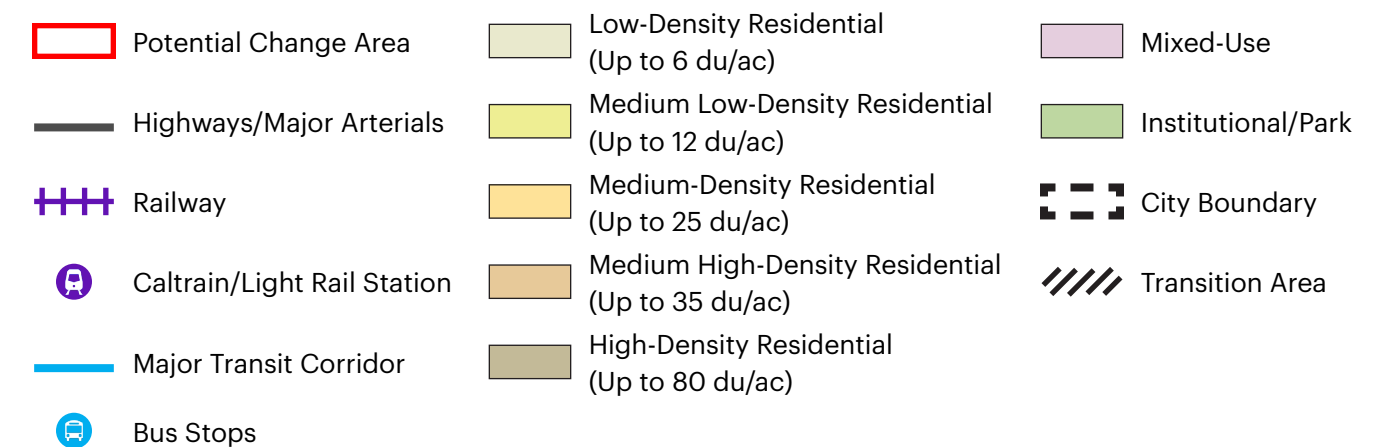 Potential Change Area
Highways/Major Arterials
Railway
Caltrain/Light Rail Station
Major Transit Corridor
Bus Stops
Low-Density Residential
(Up to 6 du/ac)
Medium Low-Density Residential
(Up to 12 du/ac)
Medium-Density Residential
(Up to 25 du/ac)
Medium High-Density Residential
(Up to 35 du/ac)
High-Density Residential
(Up to 80 du/ac)
Mixed-Use
Institutional/Park
City Boundary
Transition Area